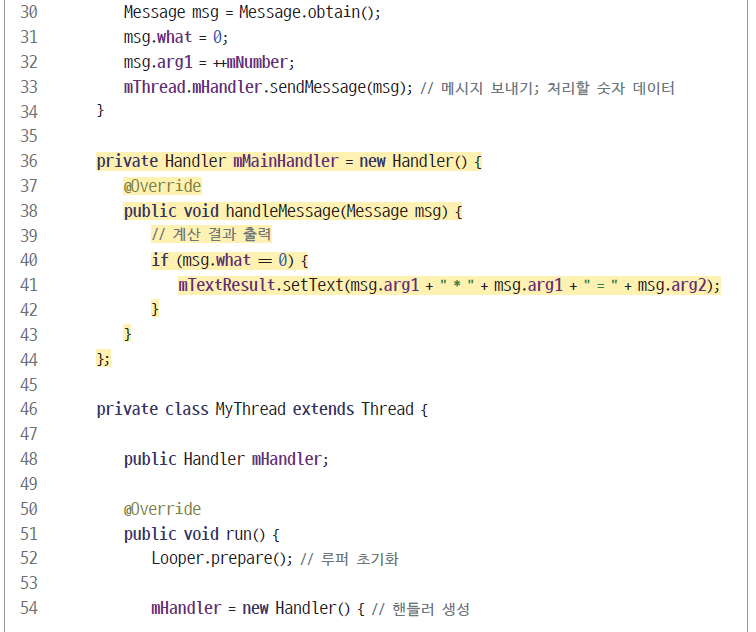 30 Message msg = Message.obtain();
31 msg.what = 0;
32 msg.arg1 = ++mNumber;
33 mThread.mHandler.sendMessage(msg); // 메시지 보내기; 처리할 숫자 데이터
34 }
35
36 private Handler mMainHandler = new Handler() {
37 @Override
38 public void handleMessage(Message msg) {
39 // 계산 결과 출력
40 if (msg.what == 0) {
41 mTextResult.setText(msg.arg1 + " * " + msg.arg1 + " = " + msg.arg2);
42 }
43 }
44 };
45
46 private class MyThread extends Thread {
47
48 public Handler mHandler;
49
50 @Override
51 public void run() {
52 Looper.prepare(); // 루퍼 초기화
53
54 mHandler = new Handler() { // 핸들러 생성